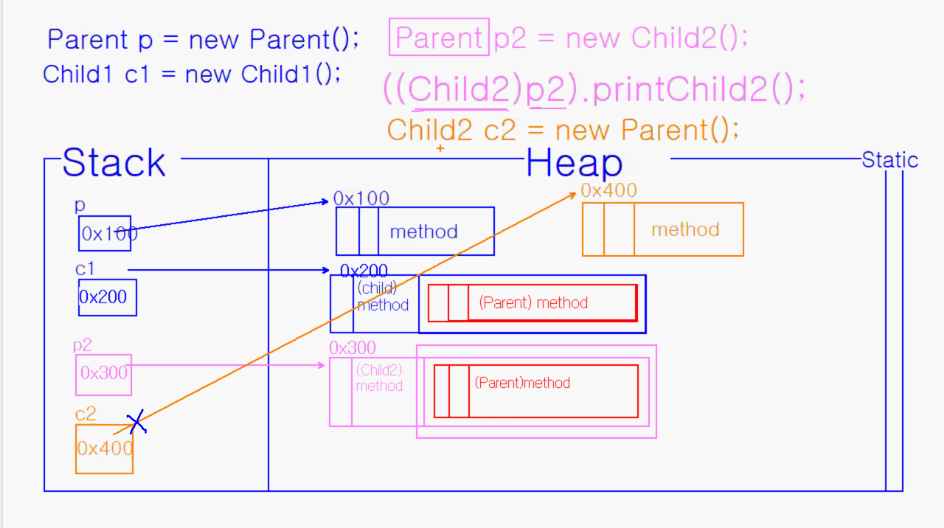 Parent p = new Parent();
Parent p2 = new Child2();
Child1 c1 = new Child1();
((Child2)p2).printChild2();
Child2 c2 = new Parent();
Stack
Heap
Static
p
0x100
0x100
method
0x400
method
c1
0x200
0x200
(child)
method
(Parent) method
p2
0x300
0x300
(Child2)
method
(Parent)method
c2
0x400